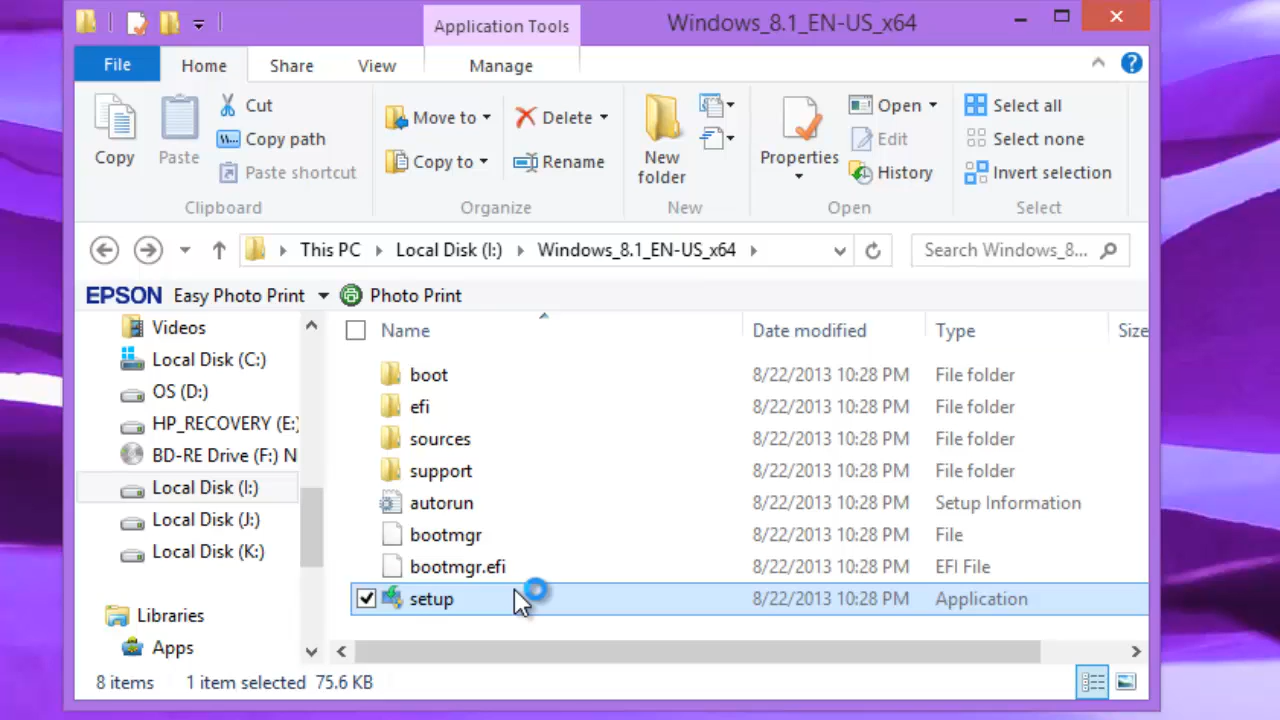 Application Tools
Windows_8.1_EN-US_x64
File
Home
Share
View
Manage
Copy
Paste
Cut
Copy path
Paste shortcut
Clipboard
Move to
Copy to
Delete
Rename
Organize
New
folder
New
Properties
Open
Edit
History
Open
Select all
Select none
Invert selection
Select
This PC
Local Disk (I:)
Windows_8.1_EN-US_x64
Search Windows_8...
EPSON Easy Photo Print
Photo Print
Videos
Local Disk (C:)
OS (D:)
HP_RECOVERY (E:)
BD-RE Drive (F:) N
Local Disk (I:)
Local Disk (J:)
Local Disk (K:)
Libraries
Apps
Name Date modified Type Size
boot 8/22/2013 10:28 PM File folder
efi 8/22/2013 10:28 PM File folder
sources 8/22/2013 10:28 PM File folder
support 8/22/2013 10:28 PM File folder
autorun 8/22/2013 10:28 PM Setup Information
bootmgr 8/22/2013 10:28 PM File
bootmgr.efi 8/22/2013 10:28 PM EFI File
setup 8/22/2013 10:28 PM Application
8 items 1 item selected 75.6 KB